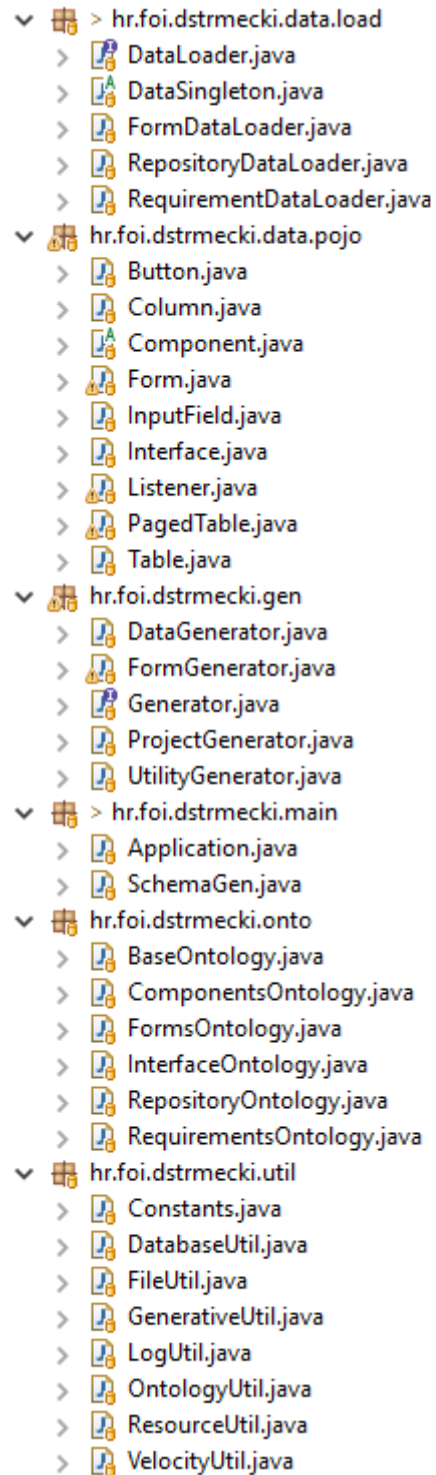 > hr.foi.dstrmecki.data.load
DataLoader.java
DataSingleton.java
FormDataLoader.java
RepositoryDataLoader.java
RequirementDataLoader.java
hr.foi.dstrmecki.data.pojo
Button.java
Column.java
Component.java
Form.java
InputField.java
Interface.java
Listener.java
PagedTable.java
Table.java
hr.foi.dstrmecki.gen
DataGenerator.java
FormGenerator.java
Generator.java
ProjectGenerator.java
UtilityGenerator.java
> hr.foi.dstrmecki.main
Application.java
SchemaGen.java
hr.foi.dstrmecki.onto
BaseOntology.java
ComponentsOntology.java
FormsOntology.java
InterfaceOntology.java
RepositoryOntology.java
RequirementsOntology.java
hr.foi.dstrmecki.util
Constants.java
DatabaseUtil.java
FileUtil.java
GenerativeUtil.java
LogUtil.java
OntologyUtil.java
ResourceUtil.java
VelocityUtil.java